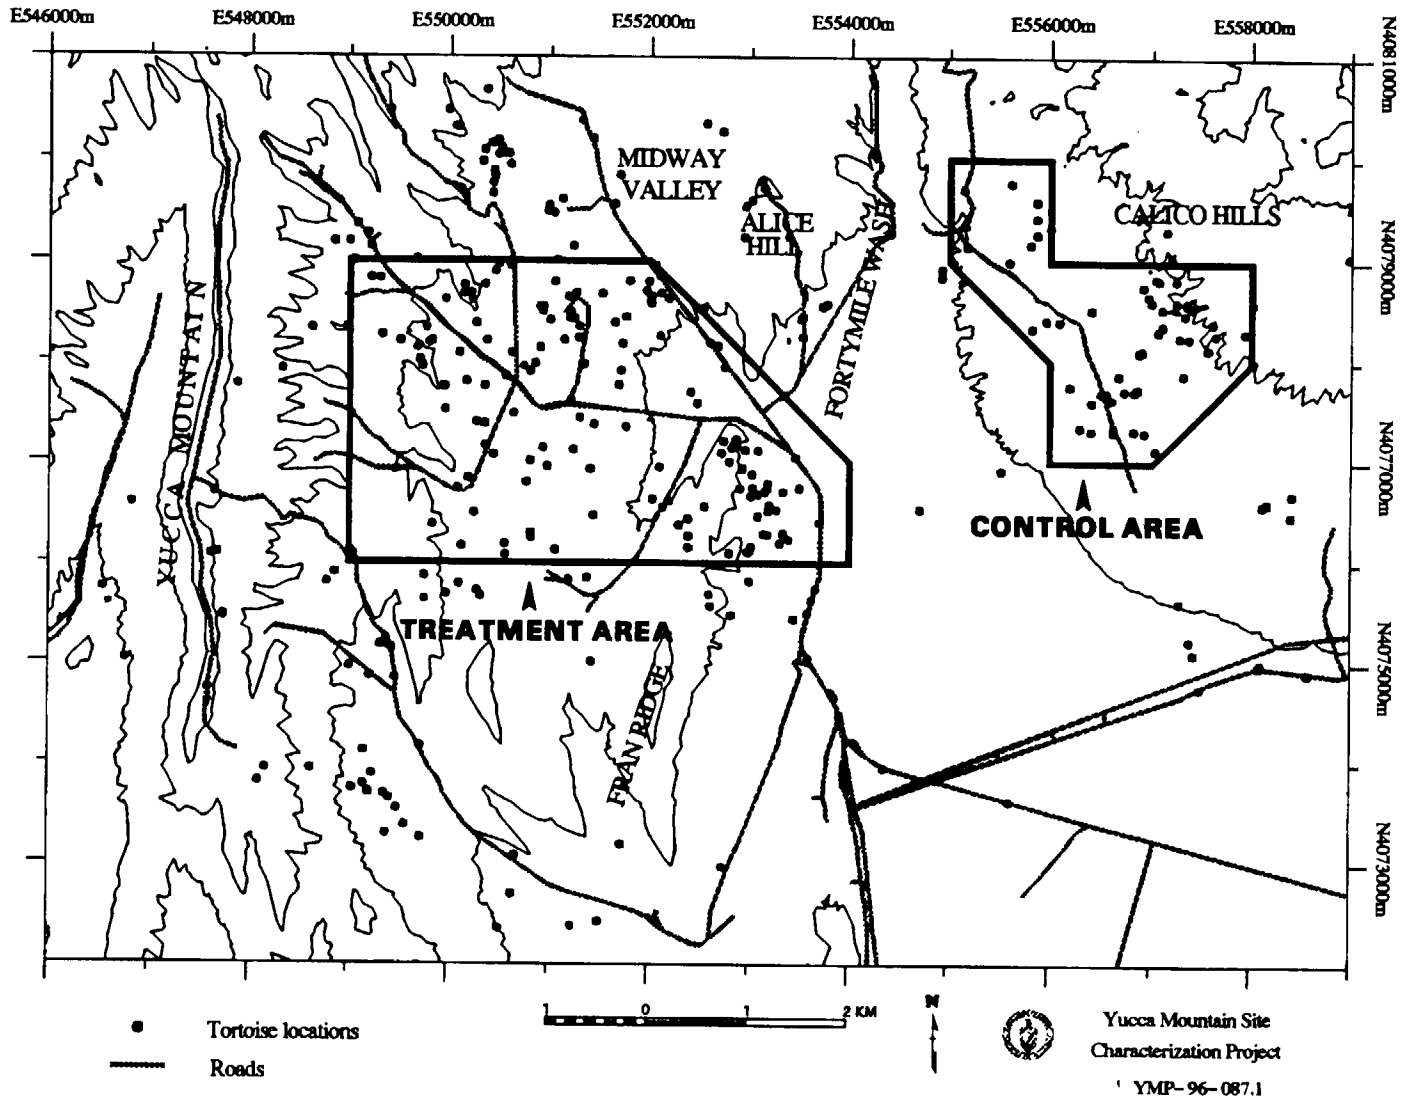 E546000m E548000m E550000m E552000m E554000m E556000m E558000m
N4081000m
MIDWAY
VALLEY
ALICE
HILL
FORTYMILE WASH
CALICO HILLS
N4079000m
YUCCA MOUNTAIN
N4077000m
CONTROL AREA
TREATMENT AREA
N4075000m
FRAN RIDGE
N4073000m
1 0 2 KM
N
Tortoise locations
Roads
Yucca Mountain Site
Characterization Project
YMP-96-087.1